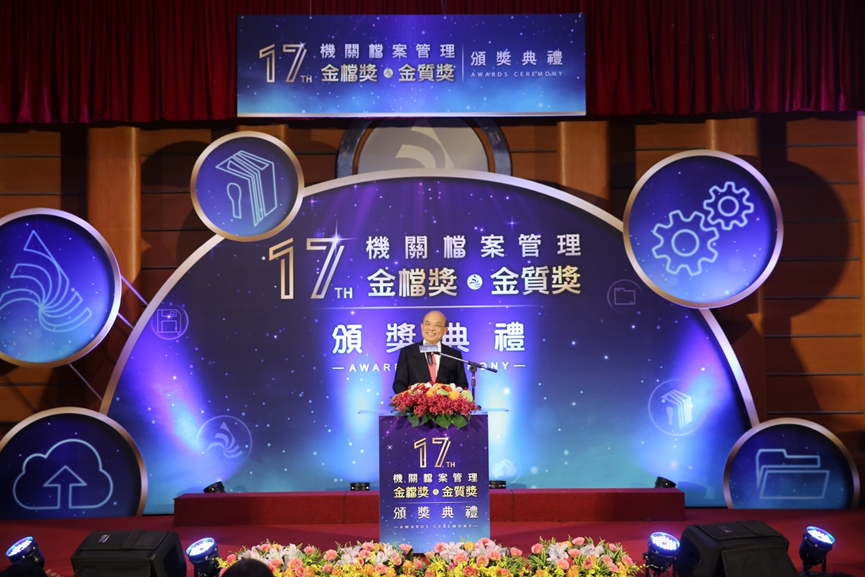 17TH
機關檔案管理
金檔獎 金質獎
頒獎典禮
AWARDS CEREMONY
17TH
機關檔案管理
金檔獎 金質獎
頒獎典禮
17TH
機關檔案管理
金檔獎 金質獎
頒獎典禮
AWARDS CEREMONY